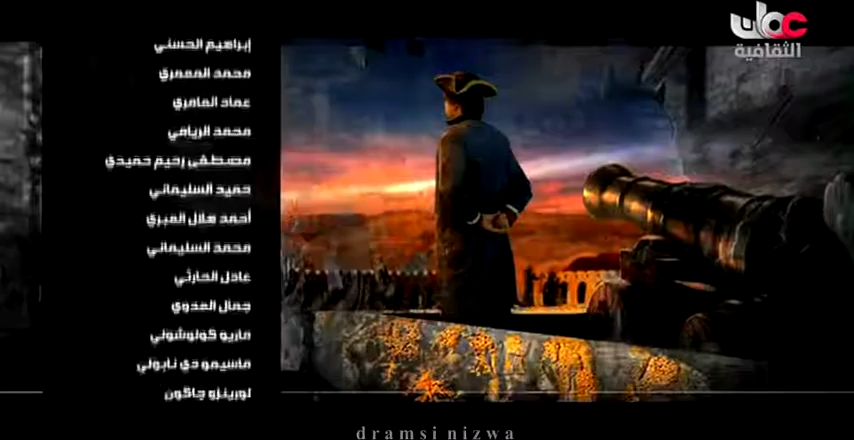 عمان
الثقافية
إبراهيم الحسني
محمد المعمري
عماد العامري
محمد الريامي
مصطفى رحيم حميدي
حميد السليماني
أحمد هلال العبري
محمد السليماني
عادل الحارثي
جمال العدوي
ماريو كولوشوني
ماسيمو دي نابولي
لورينزو جاكون
dramsi nizwa